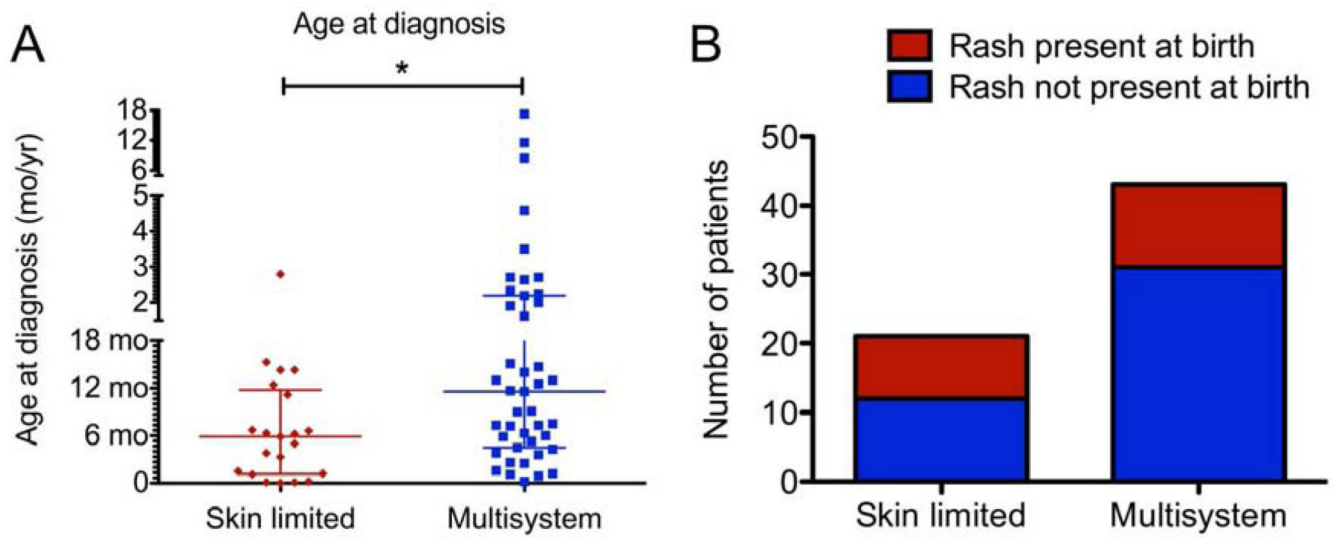 A
Age at diagnosis
*
Age at diagnosis (mo/yr)
18
12
6
5
4
3
2
18 mo
12 mo
6 mo
0
Skin limited
Multisystem
B
Rash present at birth
Rash not present at birth
Number of patients
50
40
30
20
10
0
Skin limited
Multisystem